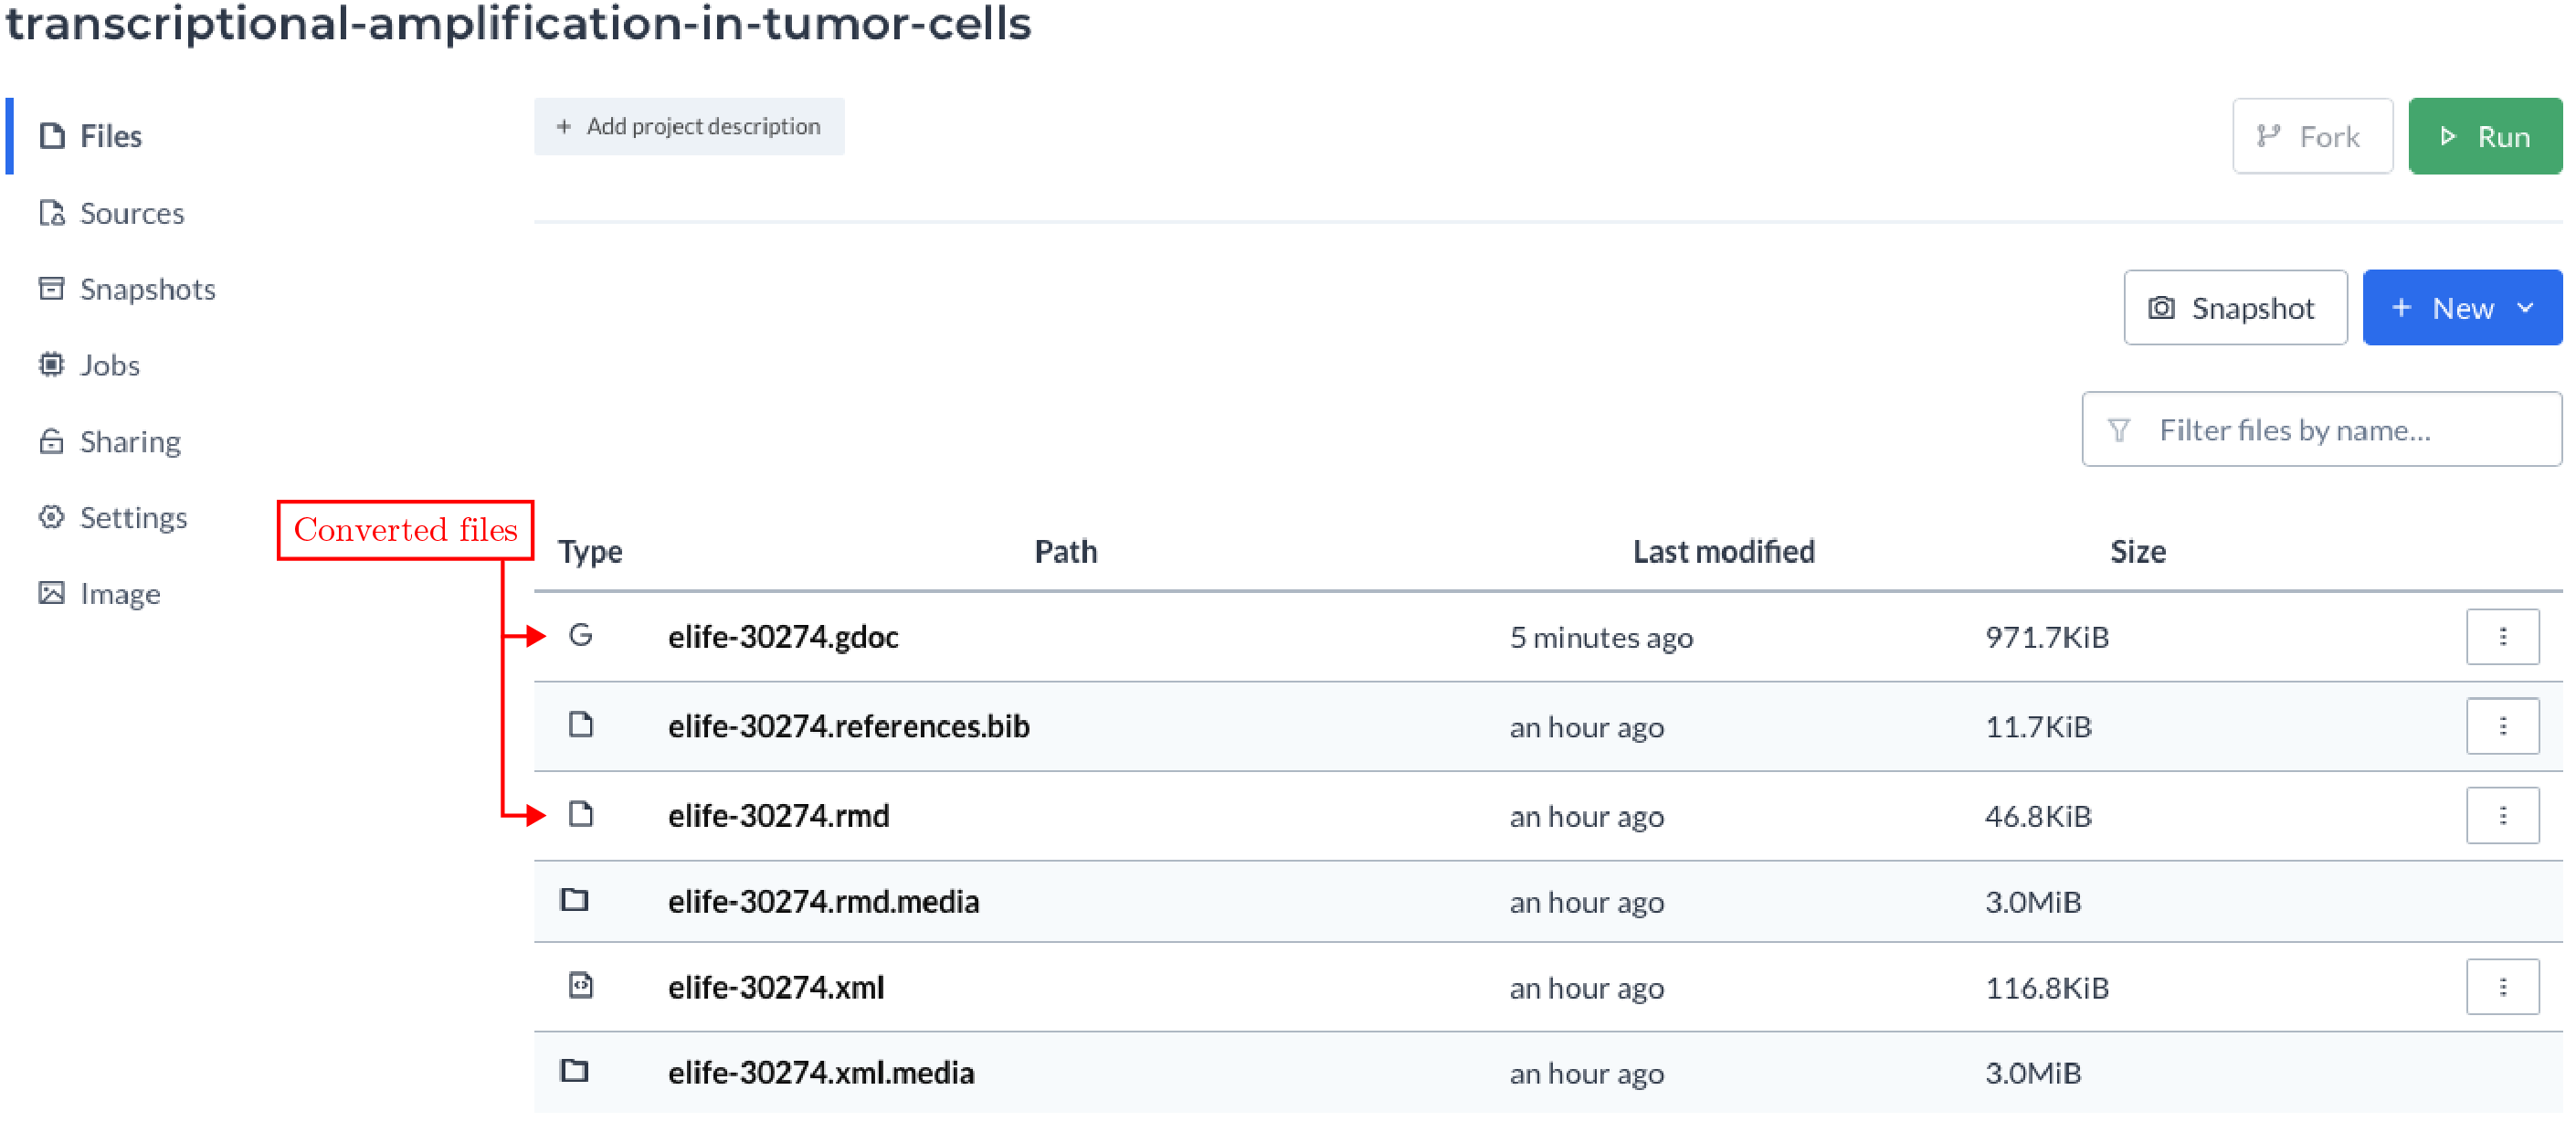 transcriptional-amplification-in-tumor-cells
Files
Sources
Snapshots
Jobs
Sharing
Settings
Image
+ Add project description
Fork
Run
Snapshot
+ New
Filter files by name...
Converted files
Type Path Last modified Size
G elife-30274.gdoc 5 minutes ago 971.7KiB
elife-30274.references.bib an hour ago 11.7KiB
elife-30274.rmd an hour ago 46.8KiB
elife-30274.rmd.media an hour ago 3.0MiB
elife-30274.xml an hour ago 116.8KiB
elife-30274.xml.media an hour ago 3.0MiB